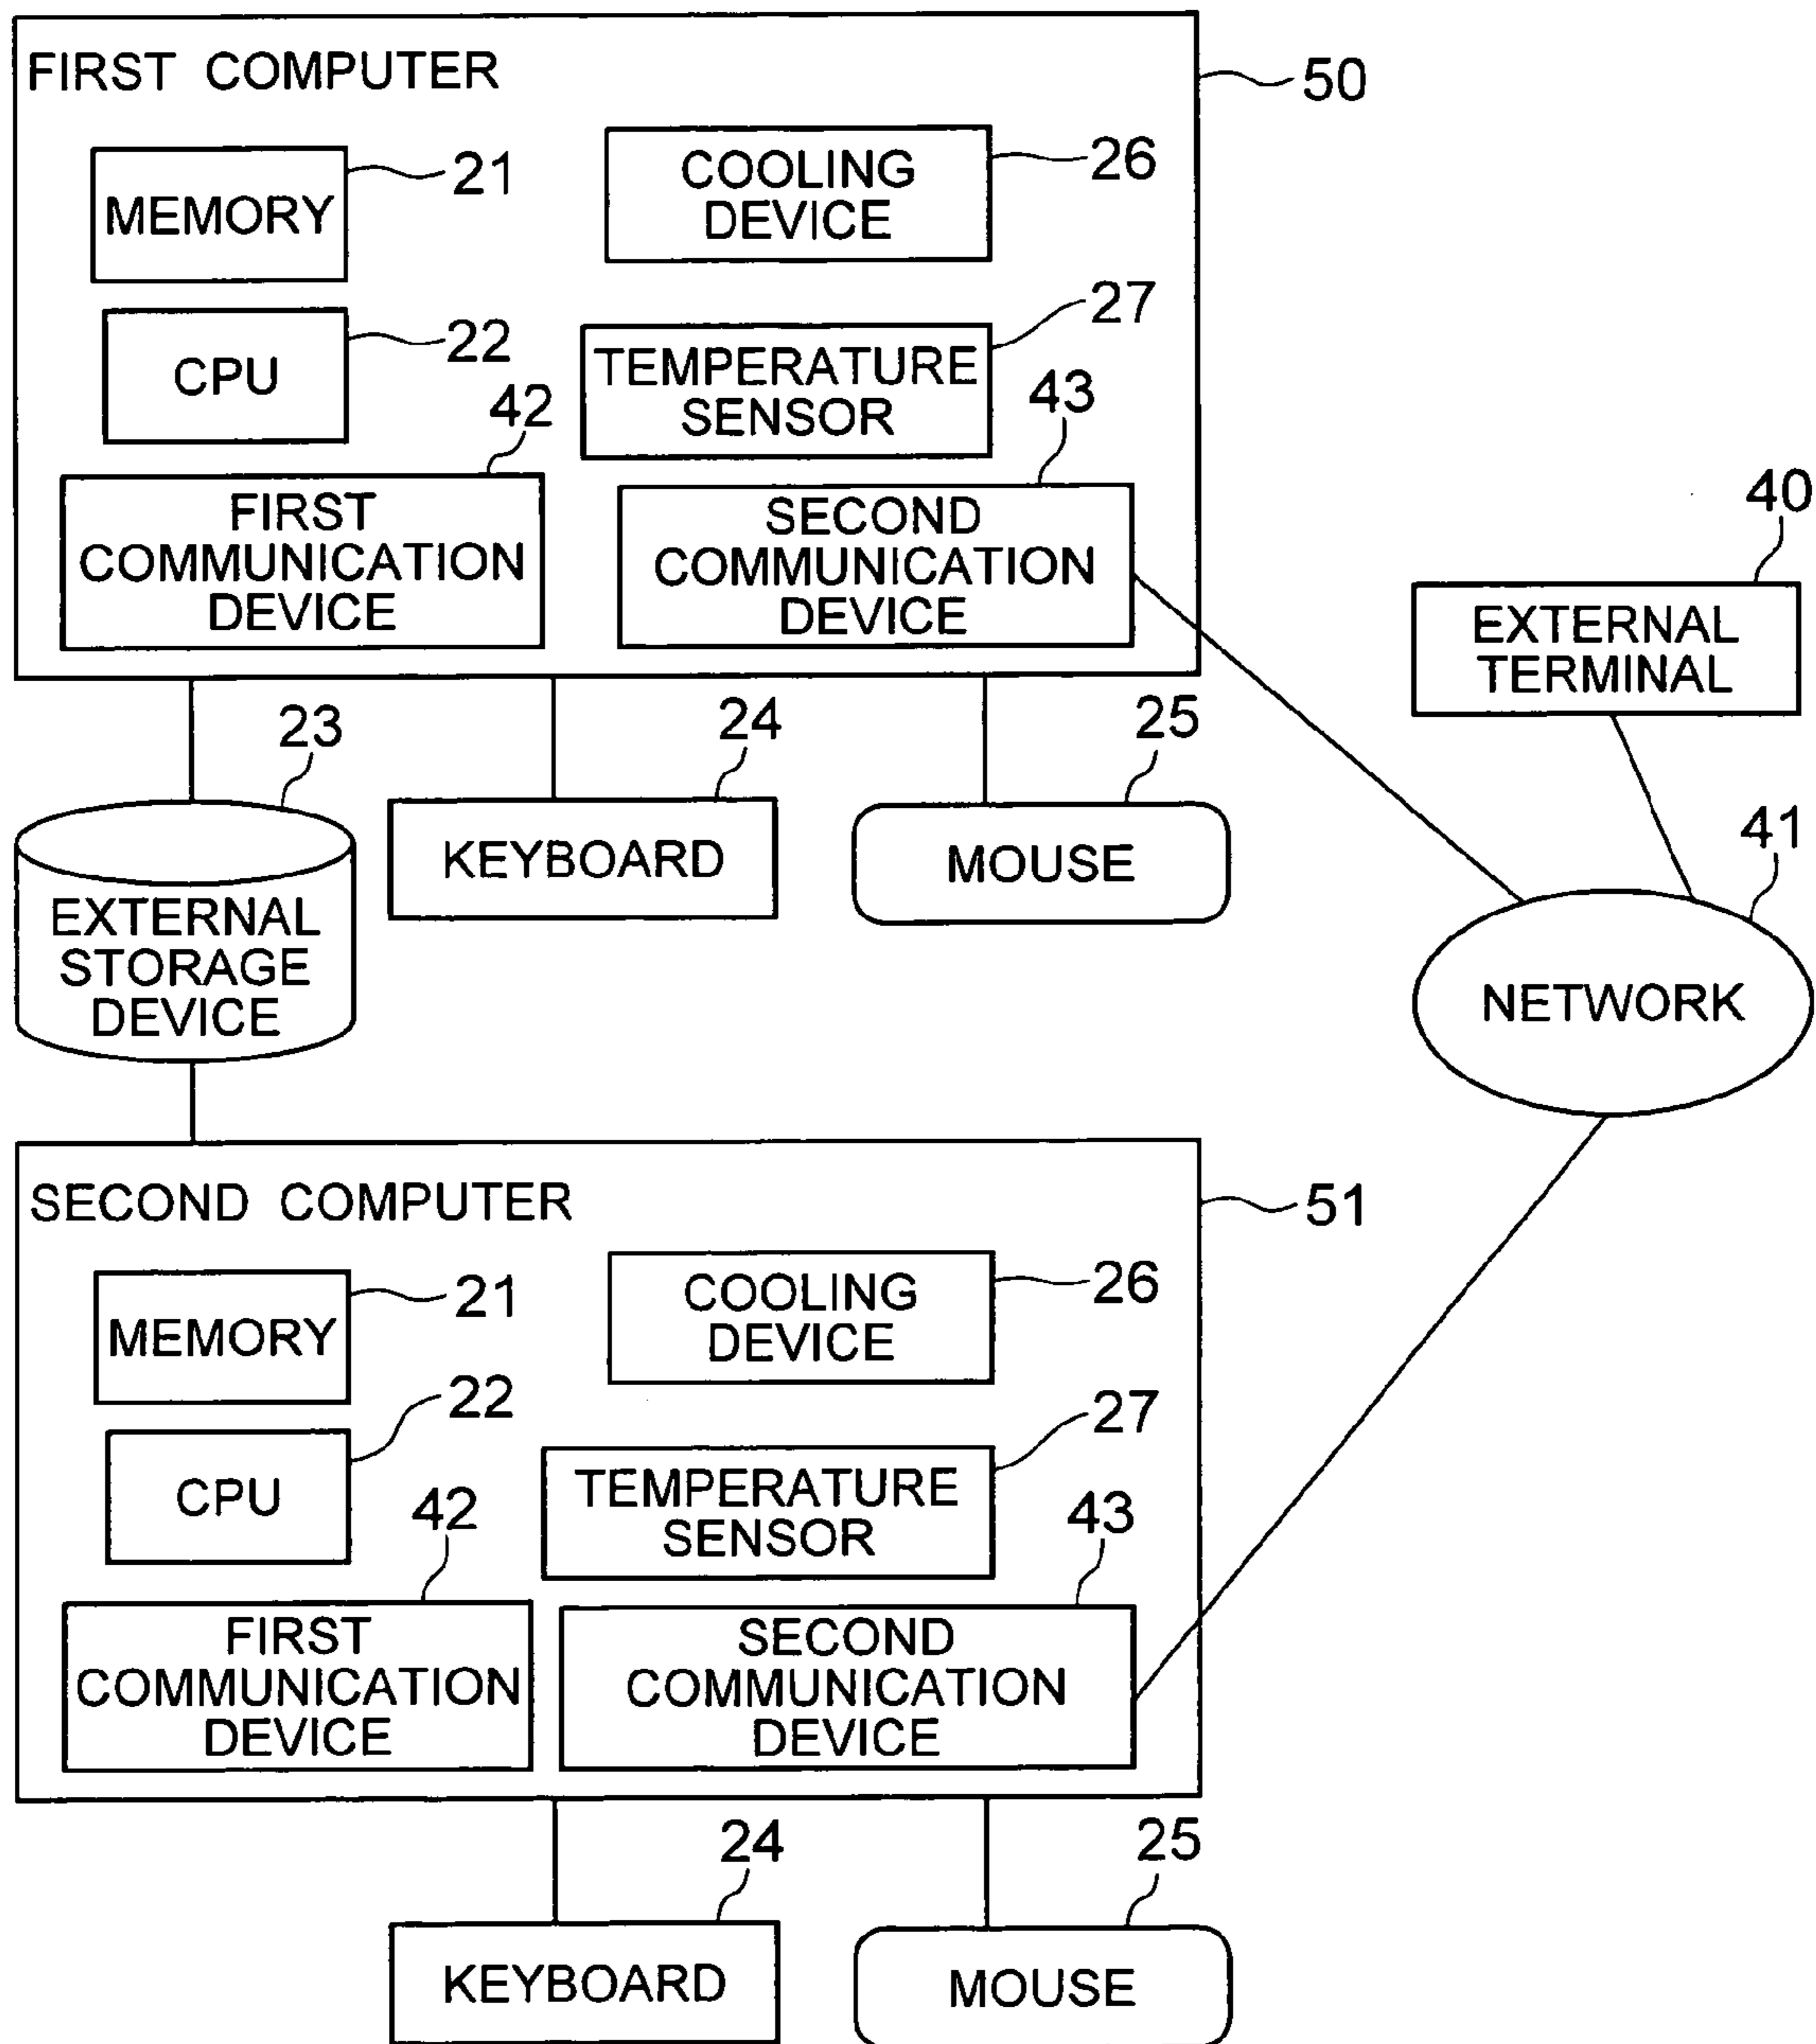 FIRST COMPUTER
50
MEMORY
21
COOLING
DEVICE
26
CPU
22
TEMPERATURE
SENSOR
27
FIRST
COMMUNICATION
DEVICE
42
SECOND
COMMUNICATION
DEVICE
43
40
EXTERNAL
TERMINAL
23
EXTERNAL
STORAGE
DEVICE
24
KEYBOARD
25
MOUSE
41
NETWORK
SECOND COMPUTER
51
MEMORY
21
COOLING
DEVICE
26
CPU
22
TEMPERATURE
SENSOR
27
FIRST
COMMUNICATION
DEVICE
42
SECOND
COMMUNICATION
DEVICE
43
24
KEYBOARD
25
MOUSE